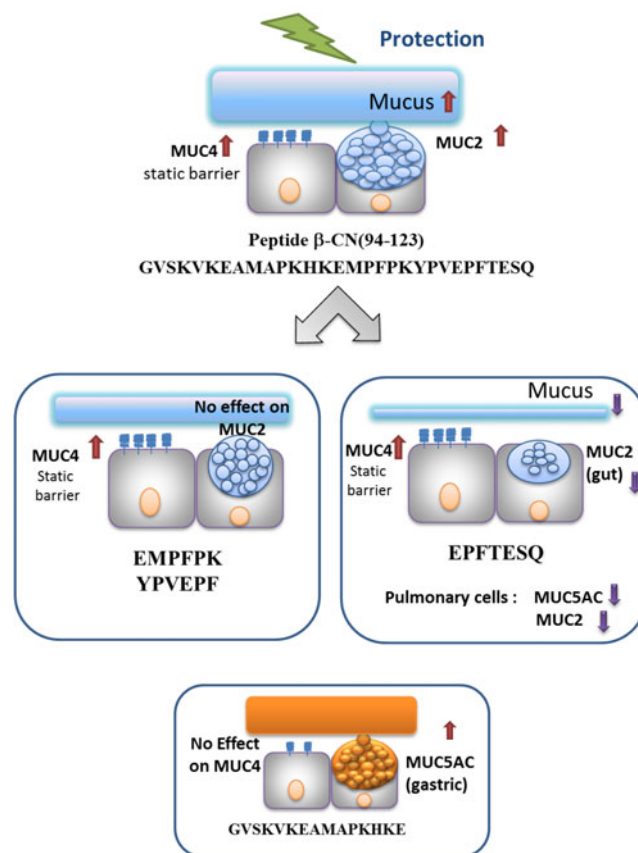 Protection
Mucus
MUC4
static barrier
MUC2
Peptide β-CN(94-123)
GVSKVKEAMAPKHKEMPFPKYPVEPFTESQ
No effect on
MUC2
MUC4
Static
barrier
EMPFPK
YPVEPF
Mucus
MUC4
Static
barrier
MUC2
(gut)
EPFTESQ
Pulmonary cells : MUC5AC
MUC2
No Effect
on MUC4
MUC5AC
(gastric)
GVSKVKEAMAPKHKE